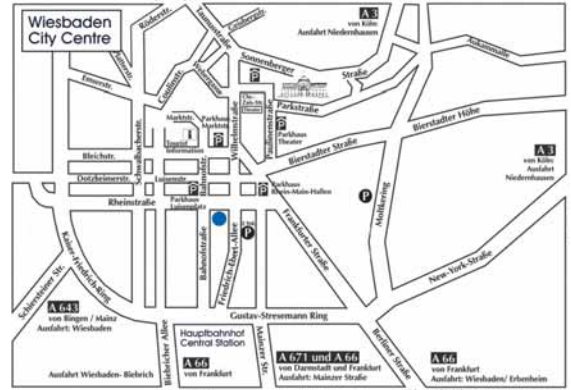 Wiesbaden
City Centre
Röderstr.
Taunusstraße
Geisbergstr.
A 3
von Köln
Ausfahrt Niedernhausen
Sonnenberger
Straße
Aukammallee
Emserstr.
Coulinstr.
Webergasse
P
Parkstraße
Marktstr.
Parkhaus
Marktstr.
P
Tourist
Information
Wilhelmstraße
Theater
Paulinenstraße
P
Parkhaus
Theater
Bierstadter Straße
Bierstadter Höhe
Schwalbacherstr.
Bleichstr.
Dotzheimerstr.
Luisenstr.
P
Bahnhofstr.
P
Parkhaus
Rhein-Main-Hallen
Parkhaus
Luisenplatz
Rheinstraße
A 3
von Köln:
Ausfahrt
Niedernhausen
P
Moltkering
Kaiser-Friedrich-Ring
Bahnhofstraße
Friedrich-Ebert-Allee
P
Frankfurter Straße
New-York-Straße
Schiersteiner Str.
Gustav-Stresemann Ring
A 643
von Bingen / Mainz
Ausfahrt: Wiesbaden
Biebricher Allee
Hauptbahnhof
Central Station
Mainzer Str.
Berliner Straße
A 66
von Frankfurt
A 671 und A 66
von Darmstadt und Frankfurt
Ausfahrt: Mainzer Straße
A 66
von Frankfurt
Ausfahrt: Wiesbaden/ Erbenheim
Ausfahrt Wiesbaden- Biebrich